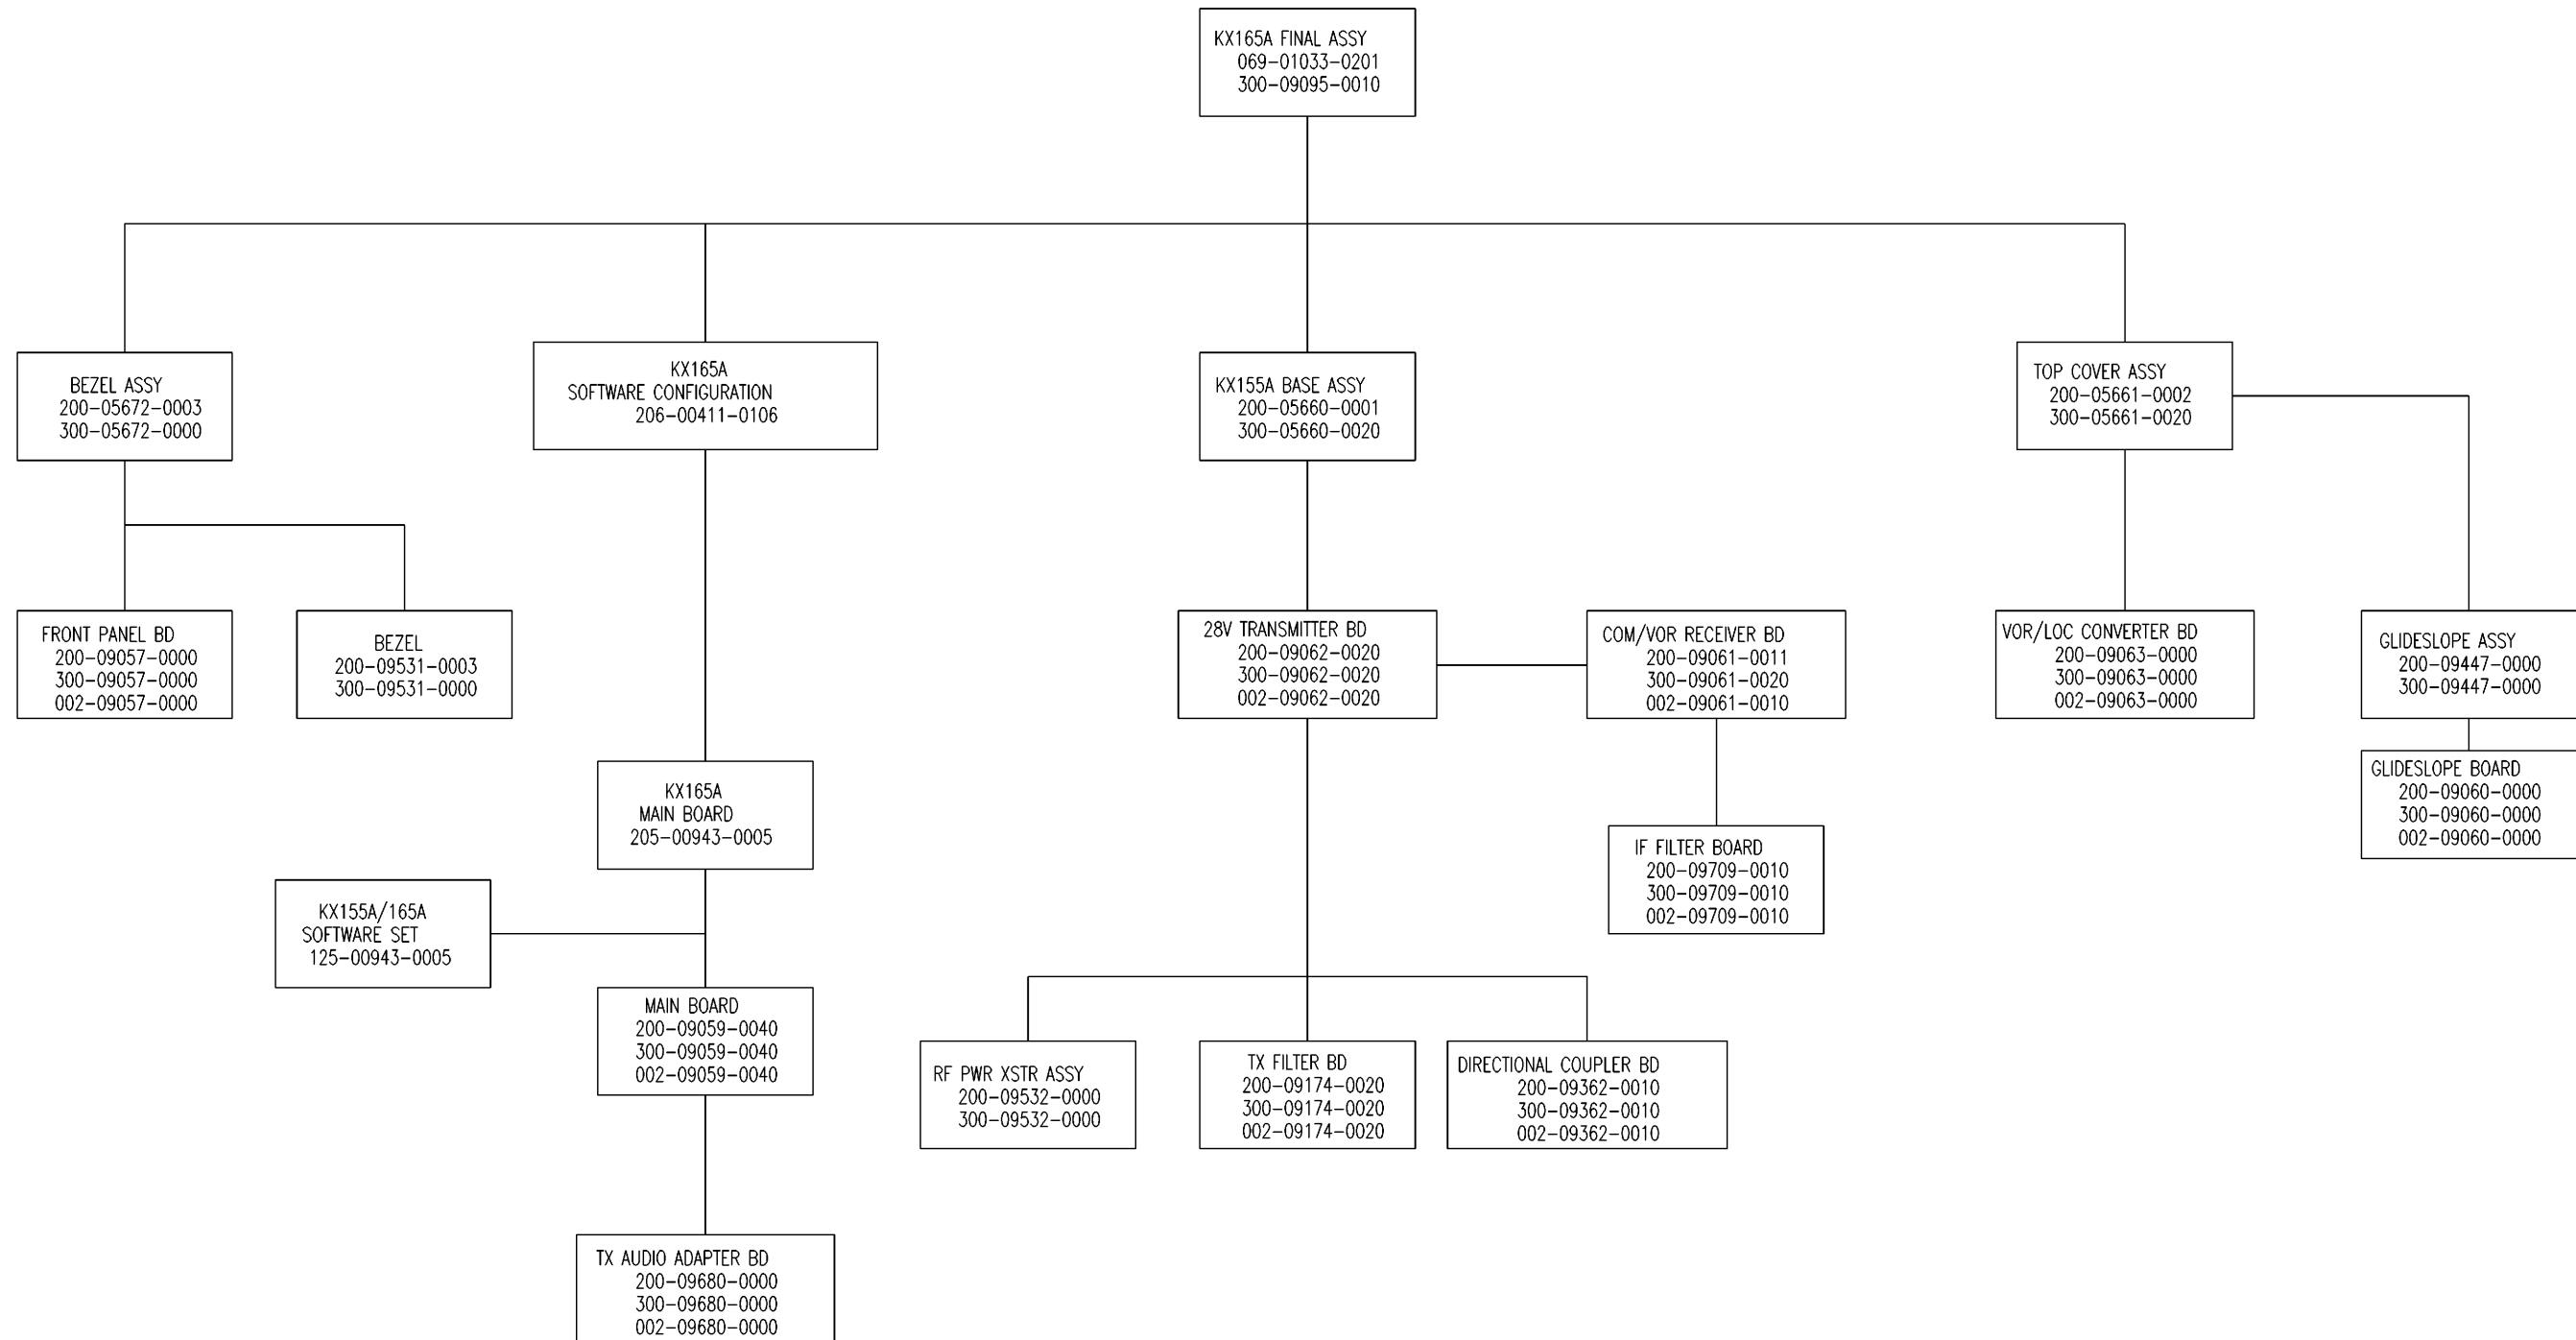 KX165A FINAL ASSY
069-01033-0201
300-09095-0010
BEZEL ASSY
200-05672-0003
300-05672-0000
KX165A
SOFTWARE CONFIGURATION
206-00411-0106
KX155A BASE ASSY
200-05660-0001
300-05660-0020
TOP COVER ASSY
200-05661-0002
300-05661-0020
FRONT PANEL BD
200-09057-0000
300-09057-0000
002-09057-0000
BEZEL
200-09531-0003
300-09531-0000
28V TRANSMITTER BD
200-09062-0020
300-09062-0020
002-09062-0020
COM/VOR RECEIVER BD
200-09061-0011
300-09061-0020
002-09061-0010
VOR/LOC CONVERTER BD
200-09063-0000
300-09063-0000
002-09063-0000
GLIDESLOPE ASSY
200-09447-0000
300-09447-0000
KX165A
MAIN BOARD
205-00943-0005
GLIDESLOPE BOARD
200-09060-0000
300-09060-0000
002-09060-0000
IF FILTER BOARD
200-09709-0010
300-09709-0010
002-09709-0010
KX155A/165A
SOFTWARE SET
125-00943-0005
MAIN BOARD
200-09059-0040
300-09059-0040
002-09059-0040
RF PWR XSTR ASSY
200-09532-0000
300-09532-0000
TX FILTER BD
200-09174-0020
300-09174-0020
002-09174-0020
DIRECTIONAL COUPLER BD
200-09362-0010
300-09362-0010
002-09362-0010
TX AUDIO ADAPTER BD
200-09680-0000
300-09680-0000
002-09680-0000